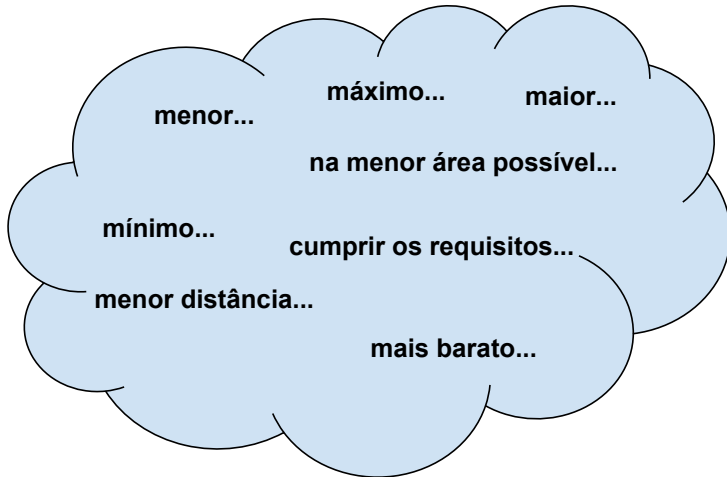 menor...
máximo...
maior...
na menor área possível...
mínimo...
cumprir os requisitos...
menor distância...
mais barato...